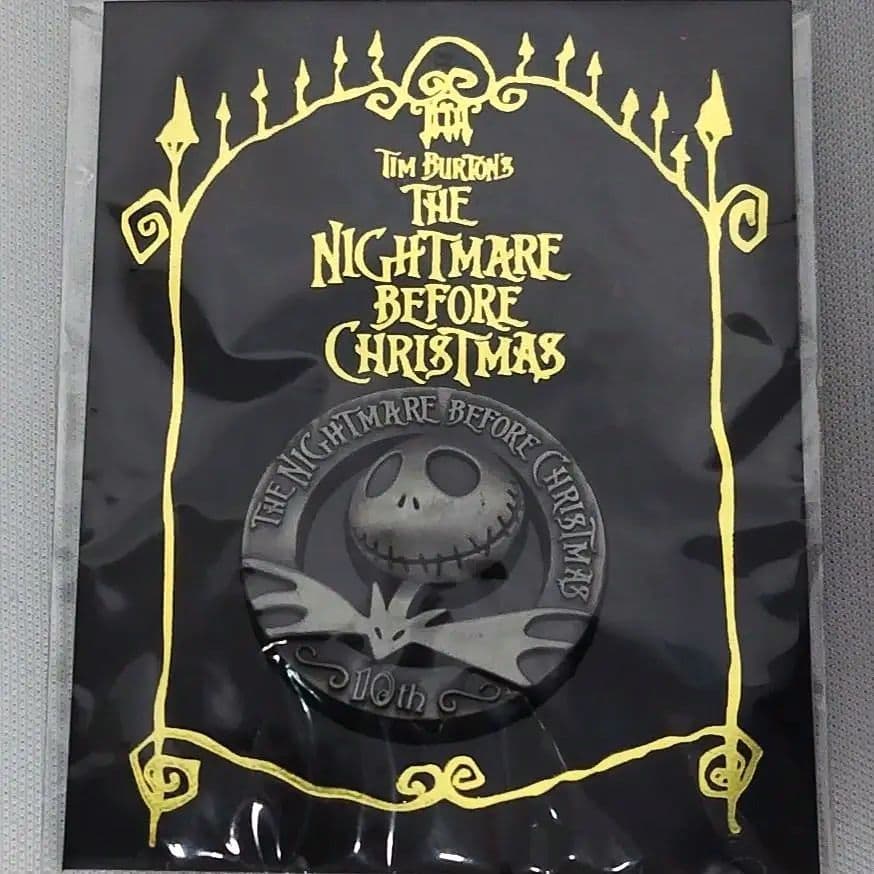 TIM BURTON'S
THE
NIGHTMARE
BEFORE
CHRISTMAS
THE NIGHTMARE BEFORE CHRISTMAS
10th